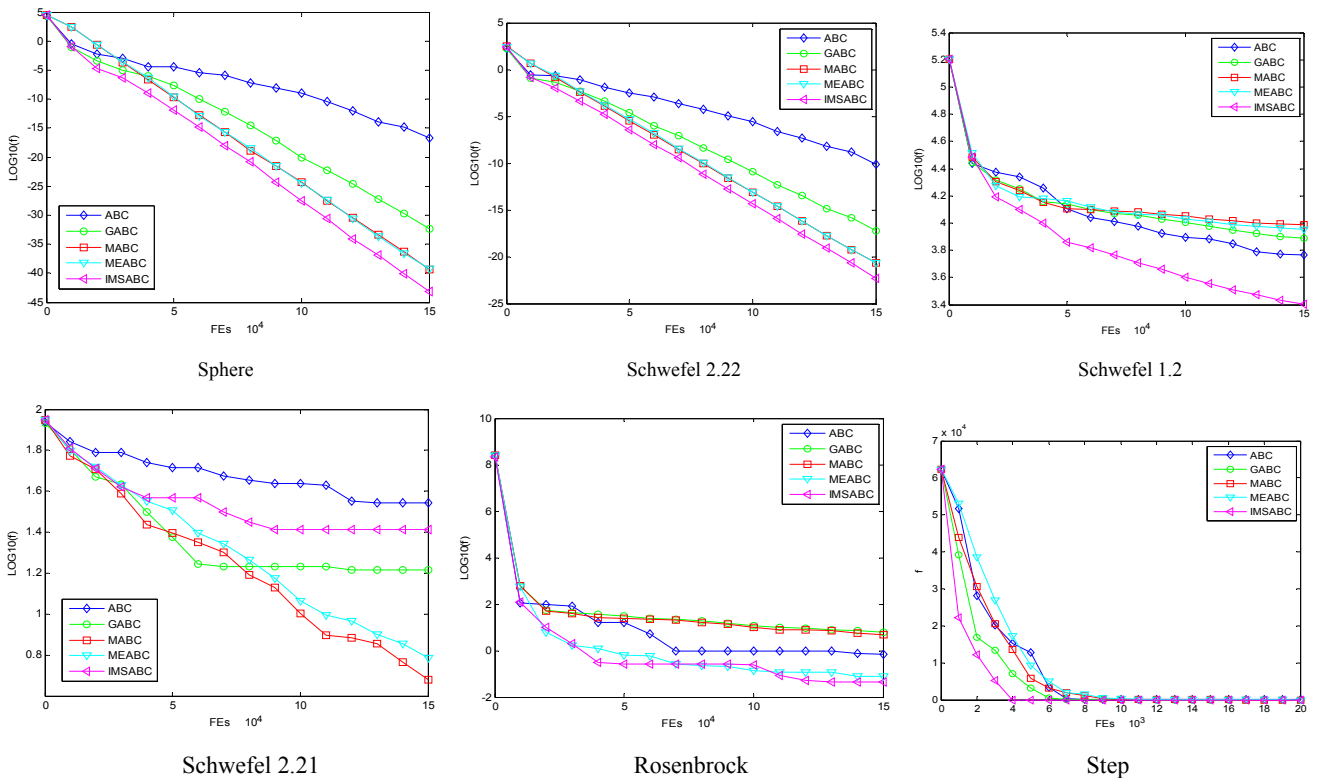 5
0
-5
-10
-15
-20
-25
-30
-35
-40
-45
LOG10(f)
0 5 10 15
FEs 10^4
ABC
GABC
MABC
MEABC
IMSABC
Sphere
10
5
0
-5
-10
-15
-20
-25
LOG10(f)
0 5 10 15
FEs 10^4
ABC
GABC
MABC
MEABC
IMSABC
Schwefel 2.22
5.4
5.2
5
4.8
4.6
4.4
4.2
4
3.8
3.6
3.4
LOG10(f)
0 5 10 15
FEs 10^4
ABC
GABC
MABC
MEABC
IMSABC
Schwefel 1.2
2
1.8
1.6
1.4
1.2
1
0.8
LOG10(f)
0 5 10 15
FEs 10^4
ABC
GABC
MABC
MEABC
IMSABC
Schwefel 2.21
10
8
6
4
2
0
-2
LOG10(f)
0 5 10 15
FEs 10^4
ABC
GABC
MABC
MEABC
IMSABC
Rosenbrock
x 10^4
7
6
5
4
3
2
1
0
f
0 2 4 6 8 10 12 14 16 18 20
FEs 10^3
ABC
GABC
MABC
MEABC
IMSABC
Step